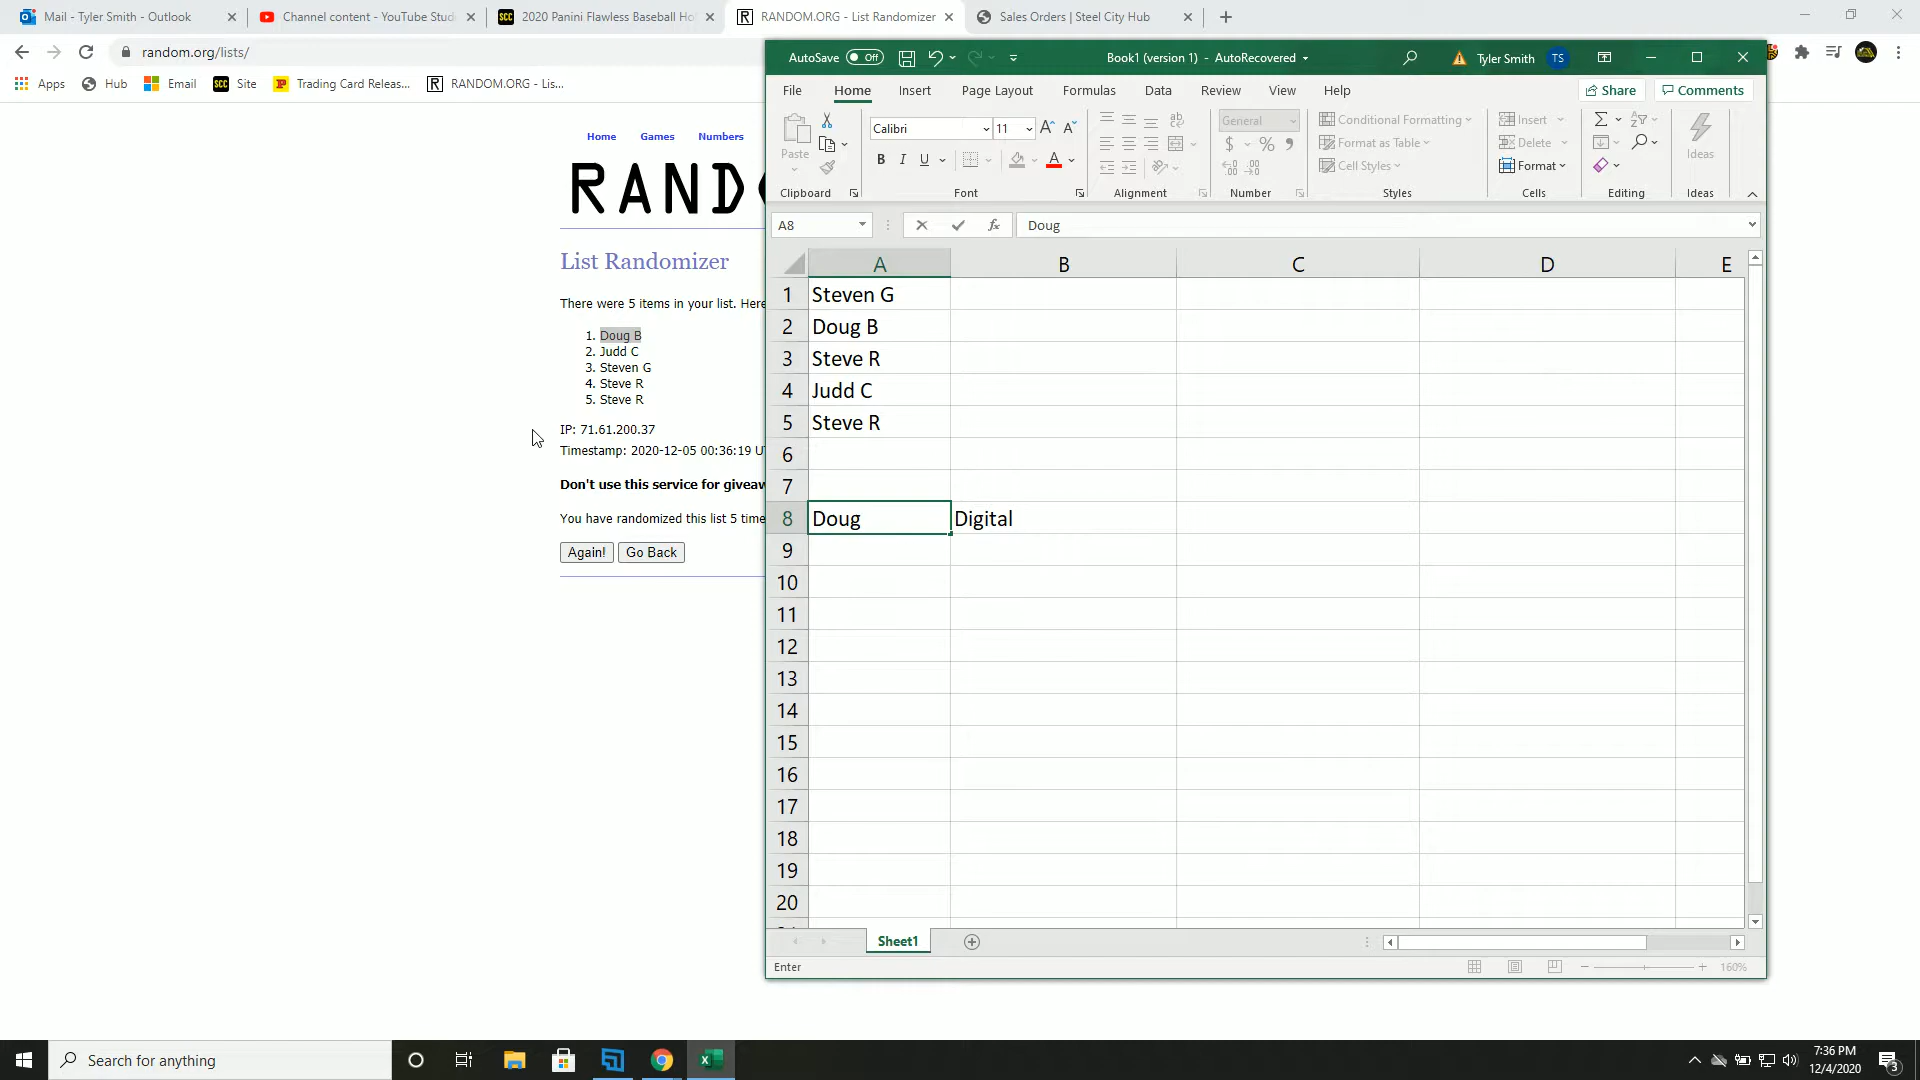 Mail - Tyler Smith - Outlook
Channel content - YouTube Stud
2020 Panini Flawless Baseball Ho
RANDOM.ORG - List Randomizer
Sales Orders | Steel City Hub
random.org/lists/
Apps
Hub
Email
Site
Trading Card Releas...
RANDOM.ORG - Lis...
Home
Games
Numbers
RANDO
List Randomizer
There were 5 items in your list. Here
1. Doug B
2. Judd C
3. Steven G
4. Steve R
5. Steve R
IP: 71.61.200.37
Timestamp: 2020-12-05 00:36:19 U
Don't use this service for giveaw
You have randomized this list 5 time
Again!
Go Back
AutoSave Off
Book1 (version 1) - AutoRecovered
Tyler Smith TS
File Home Insert Page Layout Formulas Data Review View Help
Share
Comments
Paste
Calibri 11
General
Conditional Formatting
Format as Table
Cell Styles
Insert
Delete
Format
Ideas
Clipboard Font Alignment Number Styles Cells Editing Ideas
A8
fx
Doug
A B C D E
1 Steven G
2 Doug B
3 Steve R
4 Judd C
5 Steve R
6
7
8 Doug Digital
9
10
11
12
13
14
15
16
17
18
19
20
Sheet1
Enter
160%
Search for anything
7:36 PM
12/4/2020
3